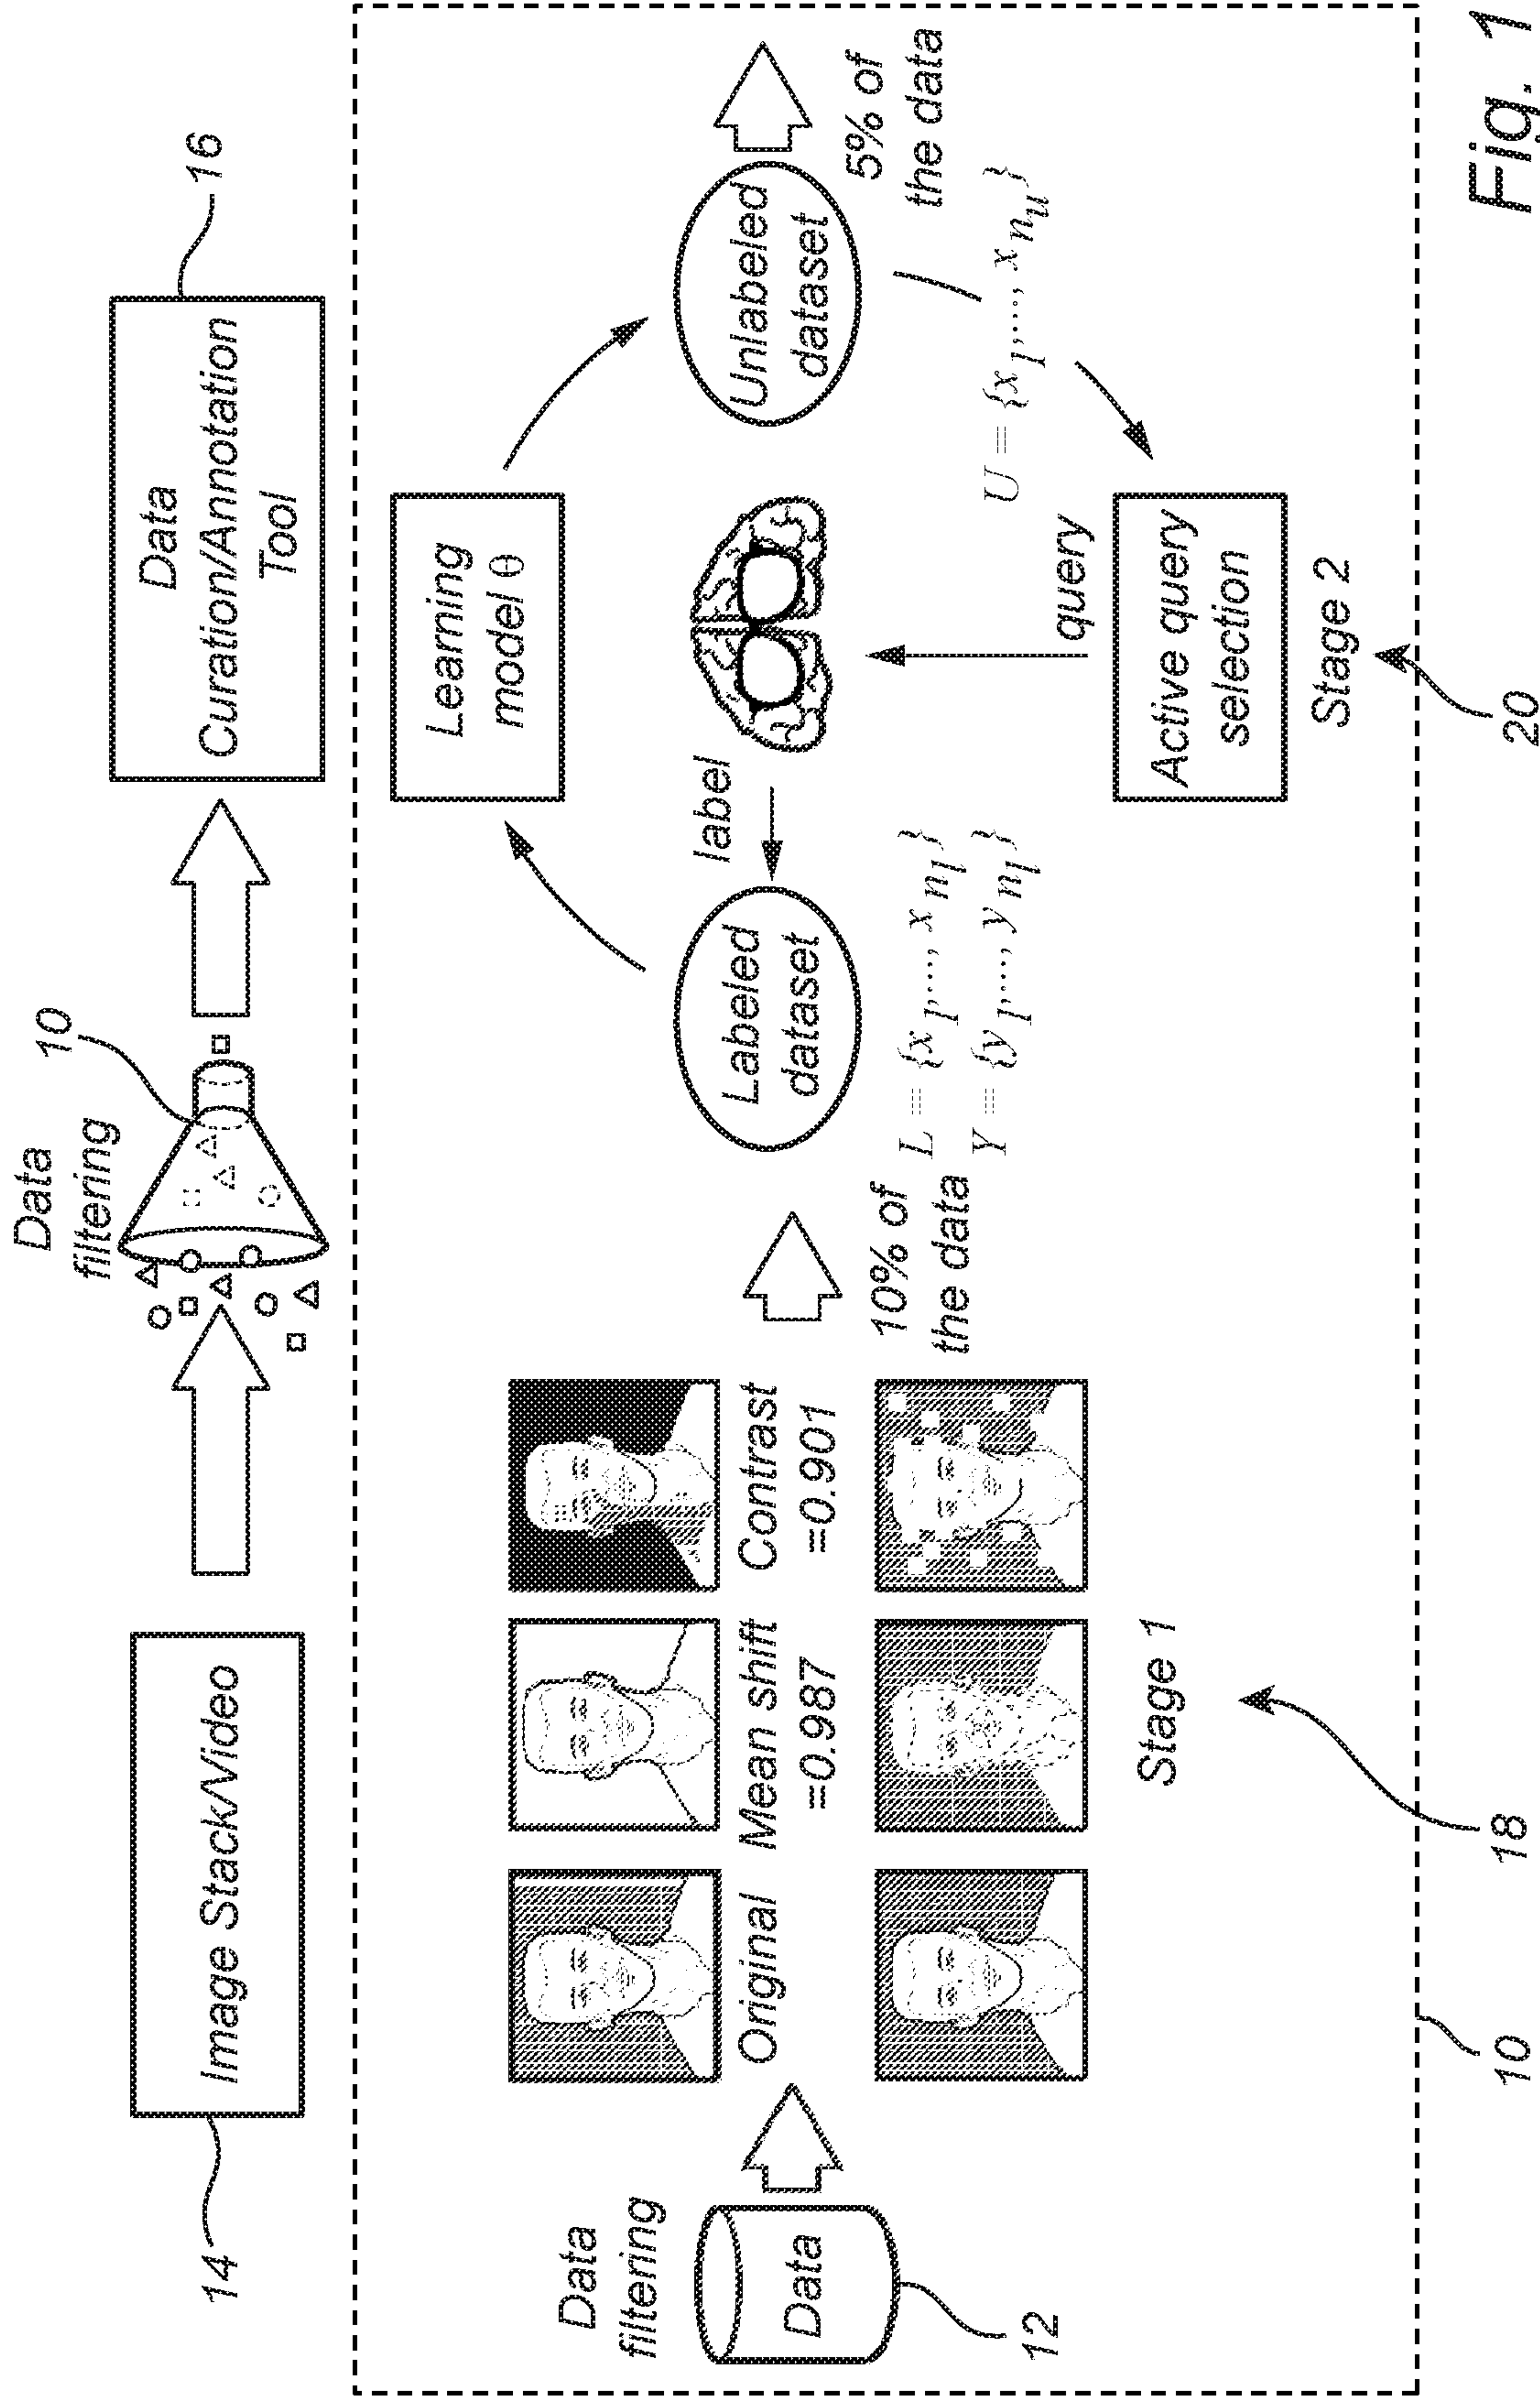 14
Image Stack/Video
Data
filtering
10
Data
Curation/Annotation
Tool
16
Data
filtering
Data
12
Original
Mean shift
=0.987
Contrast
=0.901
Stage 1
18
10% of
the data
Labeled
dataset
L = {x1,..., xnl}
Y = {y1,..., ynl}
label
Learning
model θ
query
Active query
selection
Stage 2
20
Unlabeled
dataset
U = {x1,..., xnu}
5% of
the data
10
Fig. 1